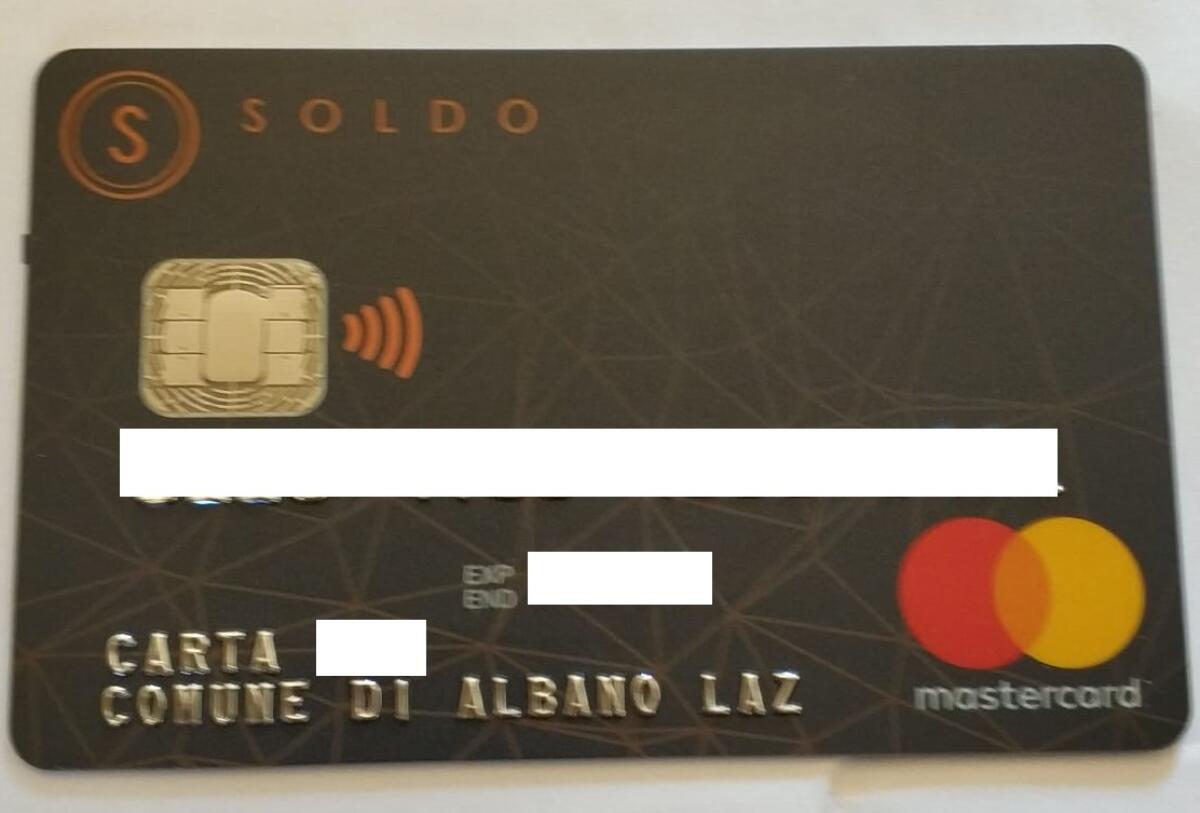 S SOLDO
EXP
END
CARTA
COMUNE DI ALBANO LAZ
mastercard